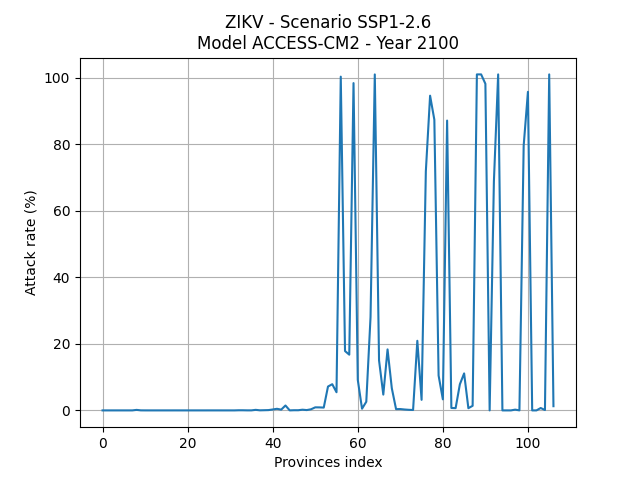 ZIKV - Scenario SSP1-2.6
Model ACCESS-CM2 - Year 2100
100
80
60
40
20
0
Attack rate (%)
0 20 40 60 80 100
Provinces index